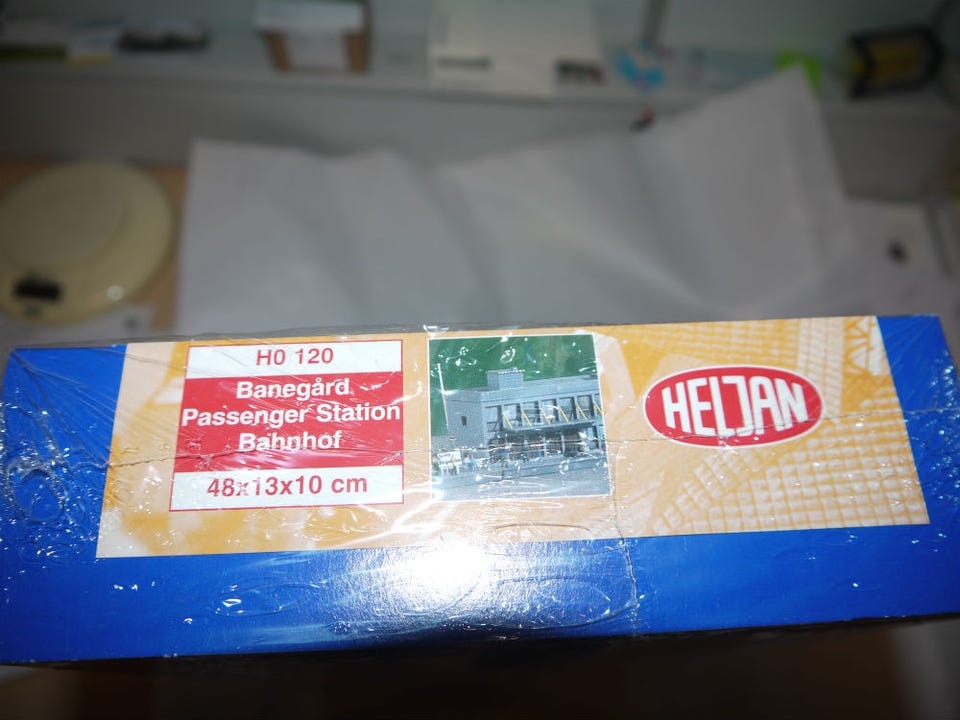 H0 120
Banegård
Passenger Station
Bahnhof
48x13x10 cm
HELJAN